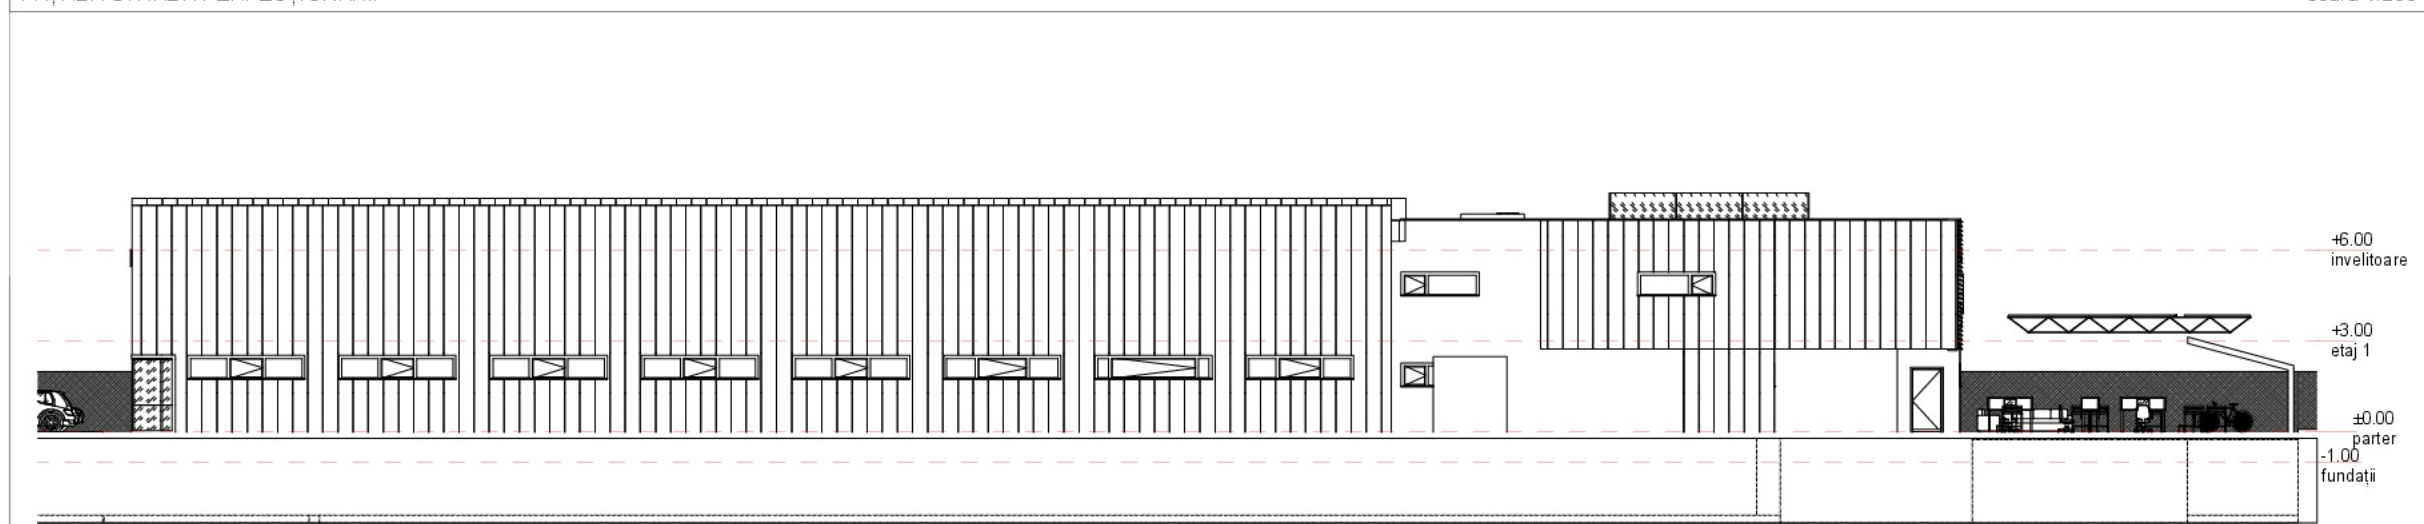 +6.00
invelitoare
+3.00
etaj 1
±0.00
parter
-1.00
fundații